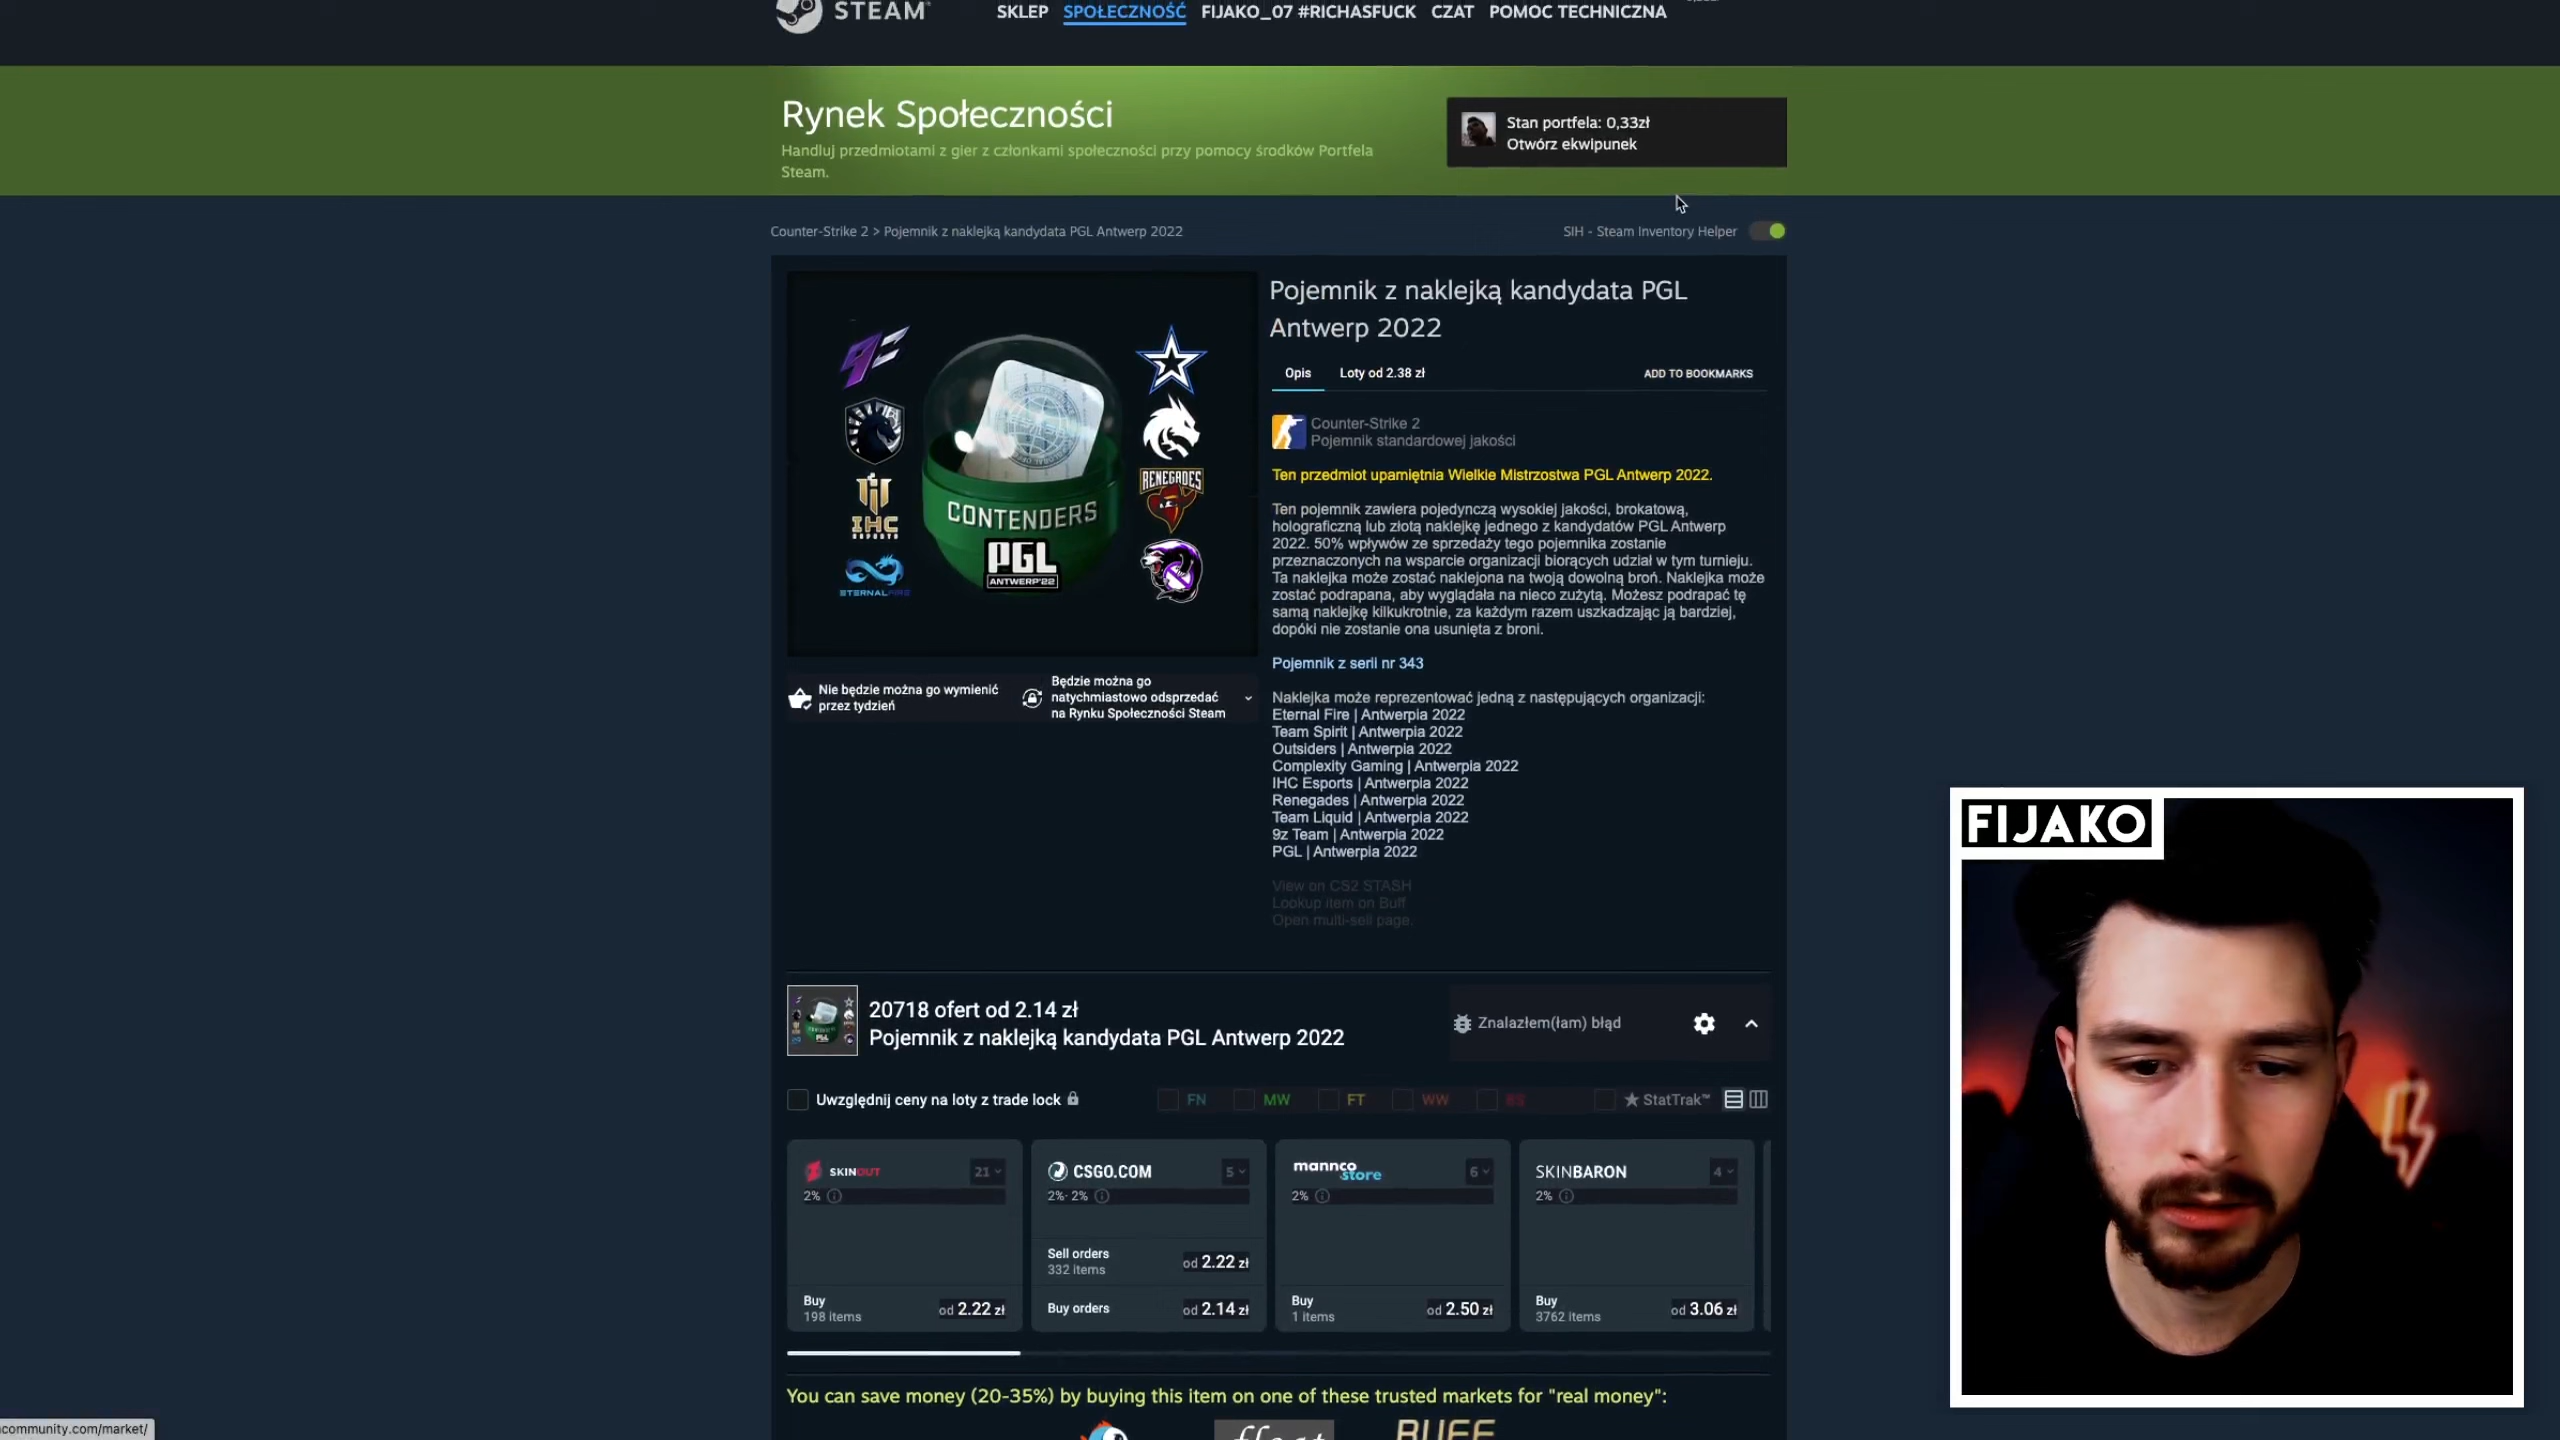 STEAM
SKLEP SPOŁECZNOŚĆ FIJAKO_07 #RICHASFUCK CZAT POMOC TECHNICZNA
Rynek Społeczności
Handluj przedmiotami z gier z członkami społeczności przy pomocy środków Portfela
Steam.
Stan portfela: 0,33zł
Otwórz ekwipunek
Counter-Strike 2 > Pojemnik z naklejką kandydata PGL Antwerp 2022
SIH - Steam Inventory Helper
Pojemnik z naklejką kandydata PGL
Antwerp 2022
Opis Loty od 2.38 zł ADD TO BOOKMARKS
RENEGADES
IHC
ESPORTS
ETERNAL FIRE
CONTENDERS
PGL
ANTWERP'22
Counter-Strike 2
Pojemnik standardowej jakości
Ten przedmiot upamiętnia Wielkie Mistrzostwa PGL Antwerp 2022.
Ten pojemnik zawiera pojedynczą wysokiej jakości, brokatową,
holograficzną lub złotą naklejkę jednego z kandydatów PGL Antwerp
2022. 50% wpływów ze sprzedaży tego pojemnika zostanie
przeznaczonych na wsparcie organizacji biorących udział w tym turnieju.
Ta naklejka może zostać naklejona na twoją dowolną broń. Naklejka może
zostać podrapana, aby wyglądała na nieco zużytą. Możesz podrapać tę
samą naklejkę kilkukrotnie, za każdym razem uszkadzając ją bardziej,
dopóki nie zostanie ona usunięta z broni.
Pojemnik z serii nr 343
Naklejka może reprezentować jedną z następujących organizacji:
Eternal Fire | Antwerpia 2022
Team Spirit | Antwerpia 2022
Outsiders | Antwerpia 2022
Complexity Gaming | Antwerpia 2022
IHC Esports | Antwerpia 2022
Renegades | Antwerpia 2022
Team Liquid | Antwerpia 2022
9z Team | Antwerpia 2022
PGL | Antwerpia 2022
View on CS2 STASH
Lookup item on Buff
Open multi-sell page.
Nie będzie można go wymienić
przez tydzień
Będzie można go
natychmiastowo odsprzedać
na Rynku Społeczności Steam
FIJAKO
20718 ofert od 2.14 zł
Pojemnik z naklejką kandydata PGL Antwerp 2022
Znalazłem(łam) błąd
Uwzględnij ceny na loty z trade lock
FN MW FT WW BS ★ StatTrak™
SKINOUT 21
2%
Buy
198 items
od 2.22 zł
CSGO.COM 5
2%- 2%
Sell orders
332 items
od 2.22 zł
Buy orders od 2.14 zł
mannco
store
6
2%
Buy
1 items
od 2.50 zł
SKINBARON 4
2%
Buy
3762 items
od 3.06 zł
You can save money (20-35%) by buying this item on one of these trusted markets for "real money":
float
BUFF
community.com/market/